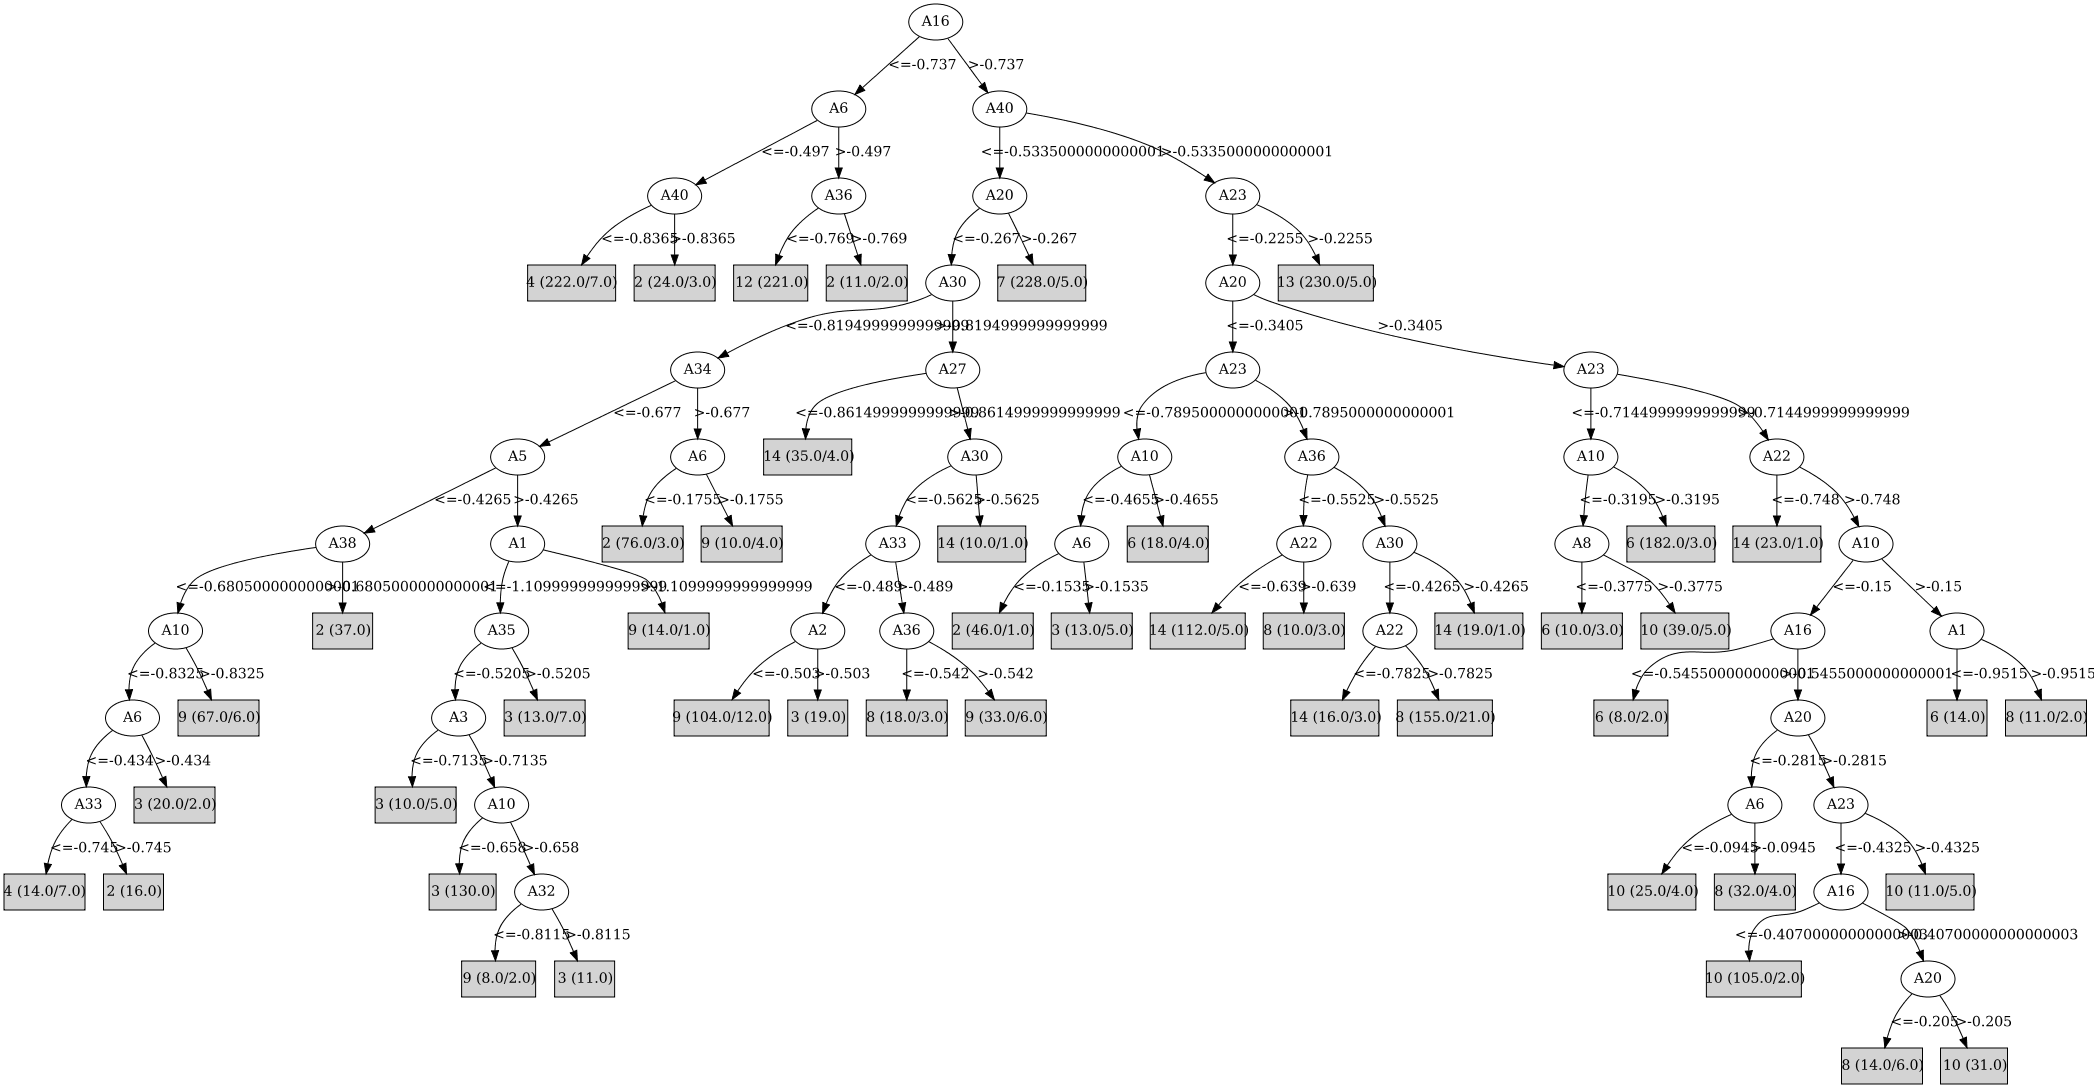 A16
<=-0.737 >-0.737
A6 A40
<=-0.497 >-0.497 <=-0.5335000000000001 >-0.5335000000000001
A40 A36 A20 A23
<=-0.8365 >-0.8365 <=-0.769 >-0.769 <=-0.267 >-0.267 <=-0.2255 >-0.2255
4 (222.0/7.0) 2 (24.0/3.0) 12 (221.0) 2 (11.0/2.0) A30 7 (228.0/5.0) A20 13 (230.0/5.0)
<=-0.8194999999999999 >-0.8194999999999999 <=-0.3405 >-0.3405
A34 A27 A23 A23
<=-0.677 >-0.677 <=-0.8614999999999999 >-0.8614999999999999 <=-0.7895000000000001 >-0.7895000000000001 <=-0.7144999999999999 >-0.7144999999999999
A5 A6 14 (35.0/4.0) A30 A10 A36 A10 A22
<=-0.4265 >-0.4265 <=-0.1755 >-0.1755 <=-0.5625 >-0.5625 <=-0.4655 >-0.4655 <=-0.5525 >-0.5525 <=-0.3195 >-0.3195 <=-0.748 >-0.748
A38 A1 2 (76.0/3.0) 9 (10.0/4.0) A33 14 (10.0/1.0) A6 6 (18.0/4.0) A22 A30 A8 6 (182.0/3.0) 14 (23.0/1.0) A10
<=-0.6805000000000001 >-0.6805000000000001 <=-1.1099999999999999 >-1.1099999999999999 <=-0.489 >-0.489 <=-0.1535 >-0.1535 <=-0.639 >-0.639 <=-0.4265 >-0.4265 <=-0.3775 >-0.3775 <=-0.15 >-0.15
A10 2 (37.0) A35 9 (14.0/1.0) A2 A36 2 (46.0/1.0) 3 (13.0/5.0) 14 (112.0/5.0) 8 (10.0/3.0) A22 14 (19.0/1.0) 6 (10.0/3.0) 10 (39.0/5.0) A16 A1
<=-0.8325 >-0.8325 <=-0.5205 >-0.5205 <=-0.503 >-0.503 <=-0.542 >-0.542 <=-0.7825 >-0.7825 <=-0.5455000000000001 >-0.5455000000000001 <=-0.9515 >-0.9515
A6 9 (67.0/6.0) A3 3 (13.0/7.0) 9 (104.0/12.0) 3 (19.0) 8 (18.0/3.0) 9 (33.0/6.0) 14 (16.0/3.0) 8 (155.0/21.0) 6 (8.0/2.0) A20 6 (14.0) 8 (11.0/2.0)
<=-0.434 >-0.434 <=-0.7135 >-0.7135 <=-0.2815 >-0.2815
A33 3 (20.0/2.0) 3 (10.0/5.0) A10 A6 A23
<=-0.745 >-0.745 <=-0.658 >-0.658 <=-0.0945 >-0.0945 <=-0.4325 >-0.4325
4 (14.0/7.0) 2 (16.0) 3 (130.0) A32 10 (25.0/4.0) 8 (32.0/4.0) A16 10 (11.0/5.0)
<=-0.8115 >-0.8115 <=-0.40700000000000003 >-0.40700000000000003
9 (8.0/2.0) 3 (11.0) 10 (105.0/2.0) A20
<=-0.205 >-0.205
8 (14.0/6.0) 10 (31.0)